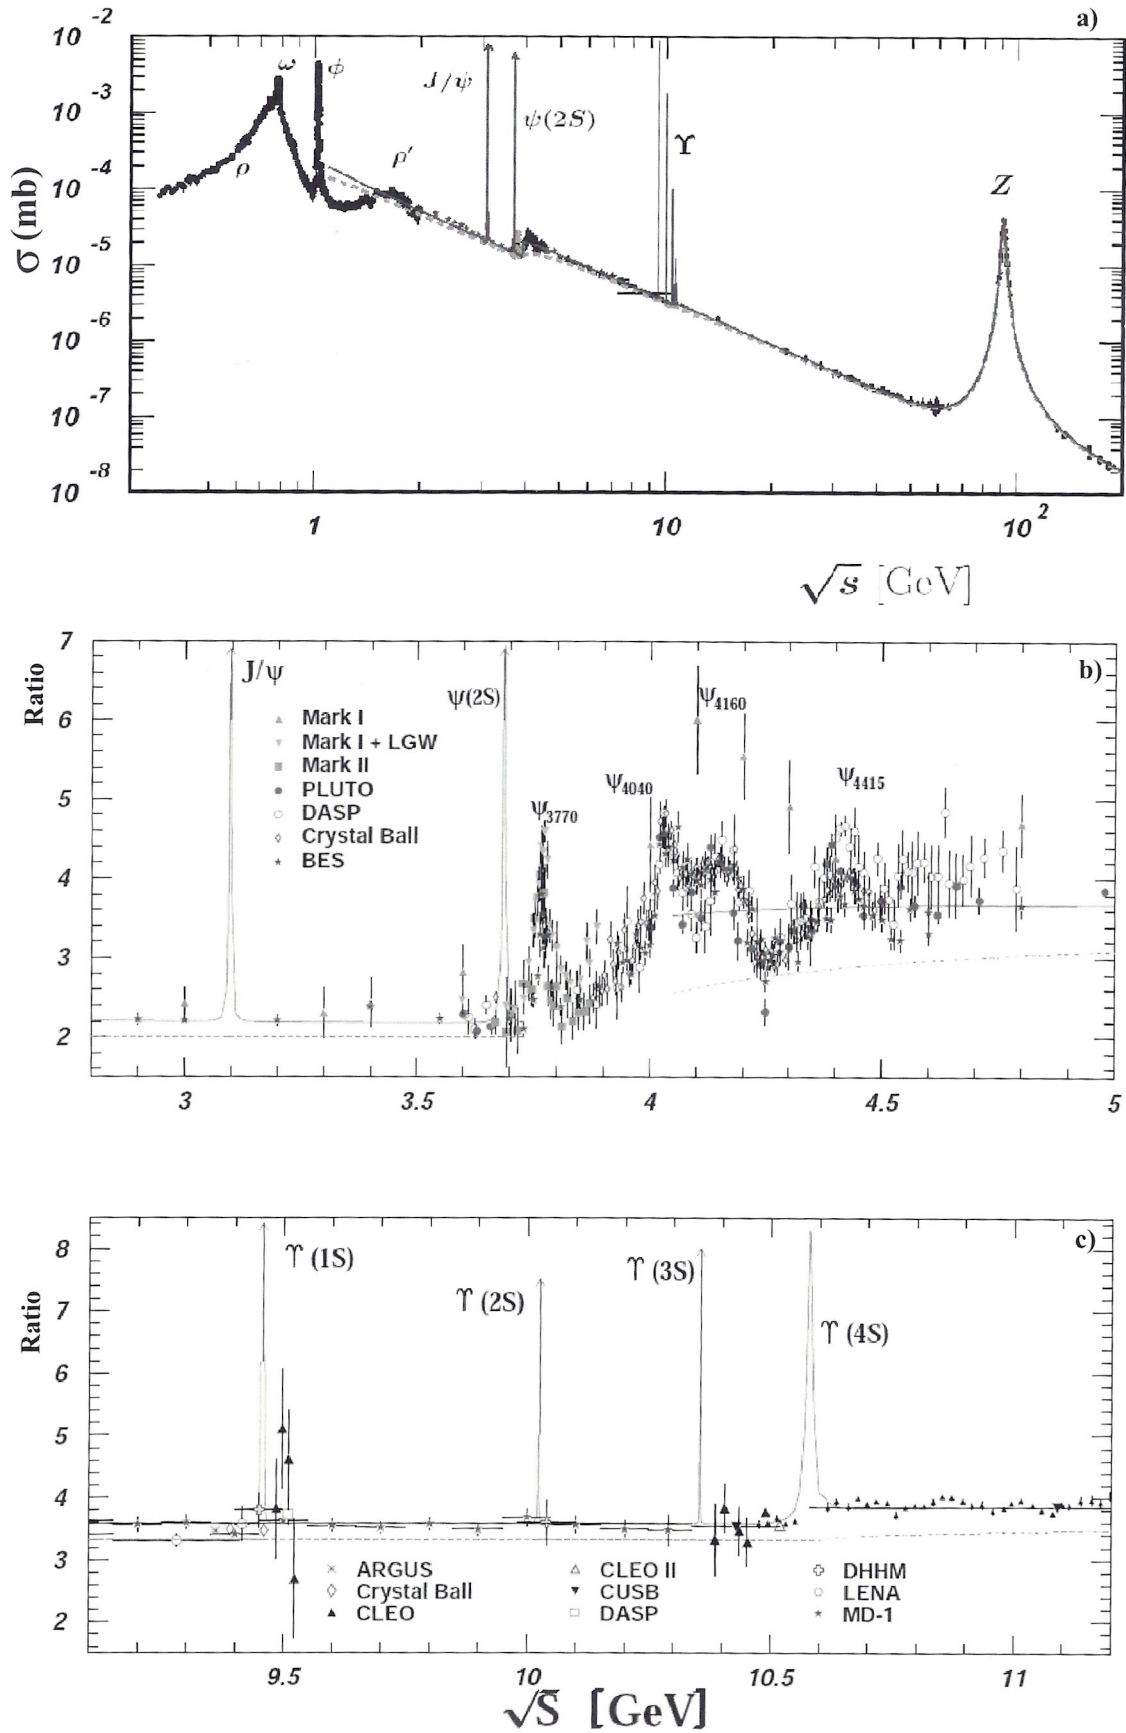 a)
10 -2
10 -3
10 -4
10 -5
10 -6
10 -7
10 -8
σ (mb)
ω
ϕ
ρ
ρ′
J/ψ
ψ(2S)
ϒ
Z
1
10
10 2
√s [GeV]
b)
Ratio
7
6
5
4
3
2
J/ψ
ψ(2S)
ψ3770
ψ4040
ψ4160
ψ4415
Mark I
Mark I + LGW
Mark II
PLUTO
DASP
Crystal Ball
BES
3
3.5
4
4.5
5
c)
Ratio
8
7
6
5
4
3
2
ϒ (1S)
ϒ (2S)
ϒ (3S)
ϒ (4S)
ARGUS
Crystal Ball
CLEO
CLEO II
CUSB
DASP
DHHM
LENA
MD-1
9.5
10
10.5
11
√S [GeV]